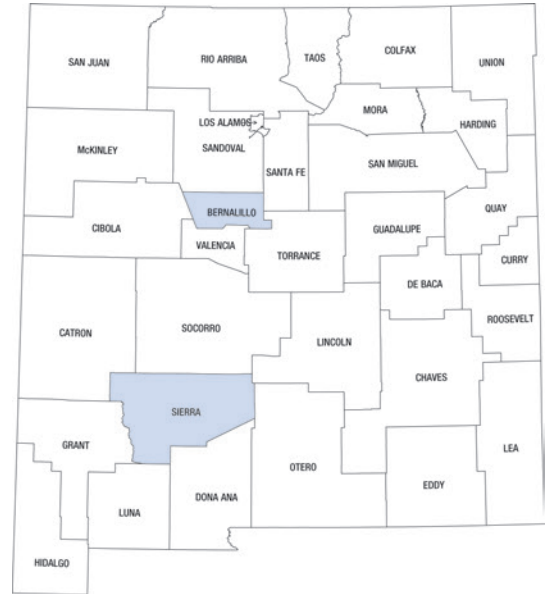 SAN JUAN
RIO ARRIBA
TAOS
COLFAX
UNION
LOS ALAMOS
MORA
HARDING
McKINLEY
SANDOVAL
SANTA FE
SAN MIGUEL
BERNALILLO
QUAY
CIBOLA
VALENCIA
TORRANCE
GUADALUPE
CURRY
DE BACA
CATRON
SOCORRO
LINCOLN
ROOSEVELT
CHAVES
SIERRA
GRANT
OTERO
LEA
EDDY
LUNA
DONA ANA
HIDALGO